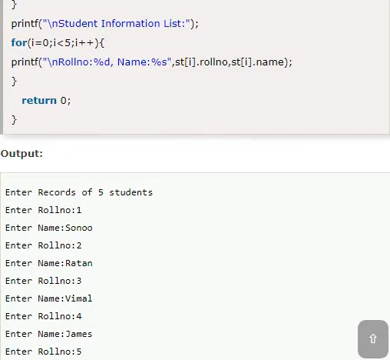 }
printf("\nStudent Information List:");
for(i=0;i<5;i++){
printf("\nRollno:%d, Name:%s",st[i].rollno,st[i].name);
}
return 0;
}
Output:
Enter Records of 5 students
Enter Rollno:1
Enter Name:Sonoo
Enter Rollno:2
Enter Name:Ratan
Enter Rollno:3
Enter Name:Vimal
Enter Rollno:4
Enter Name:James
Enter Rollno:5